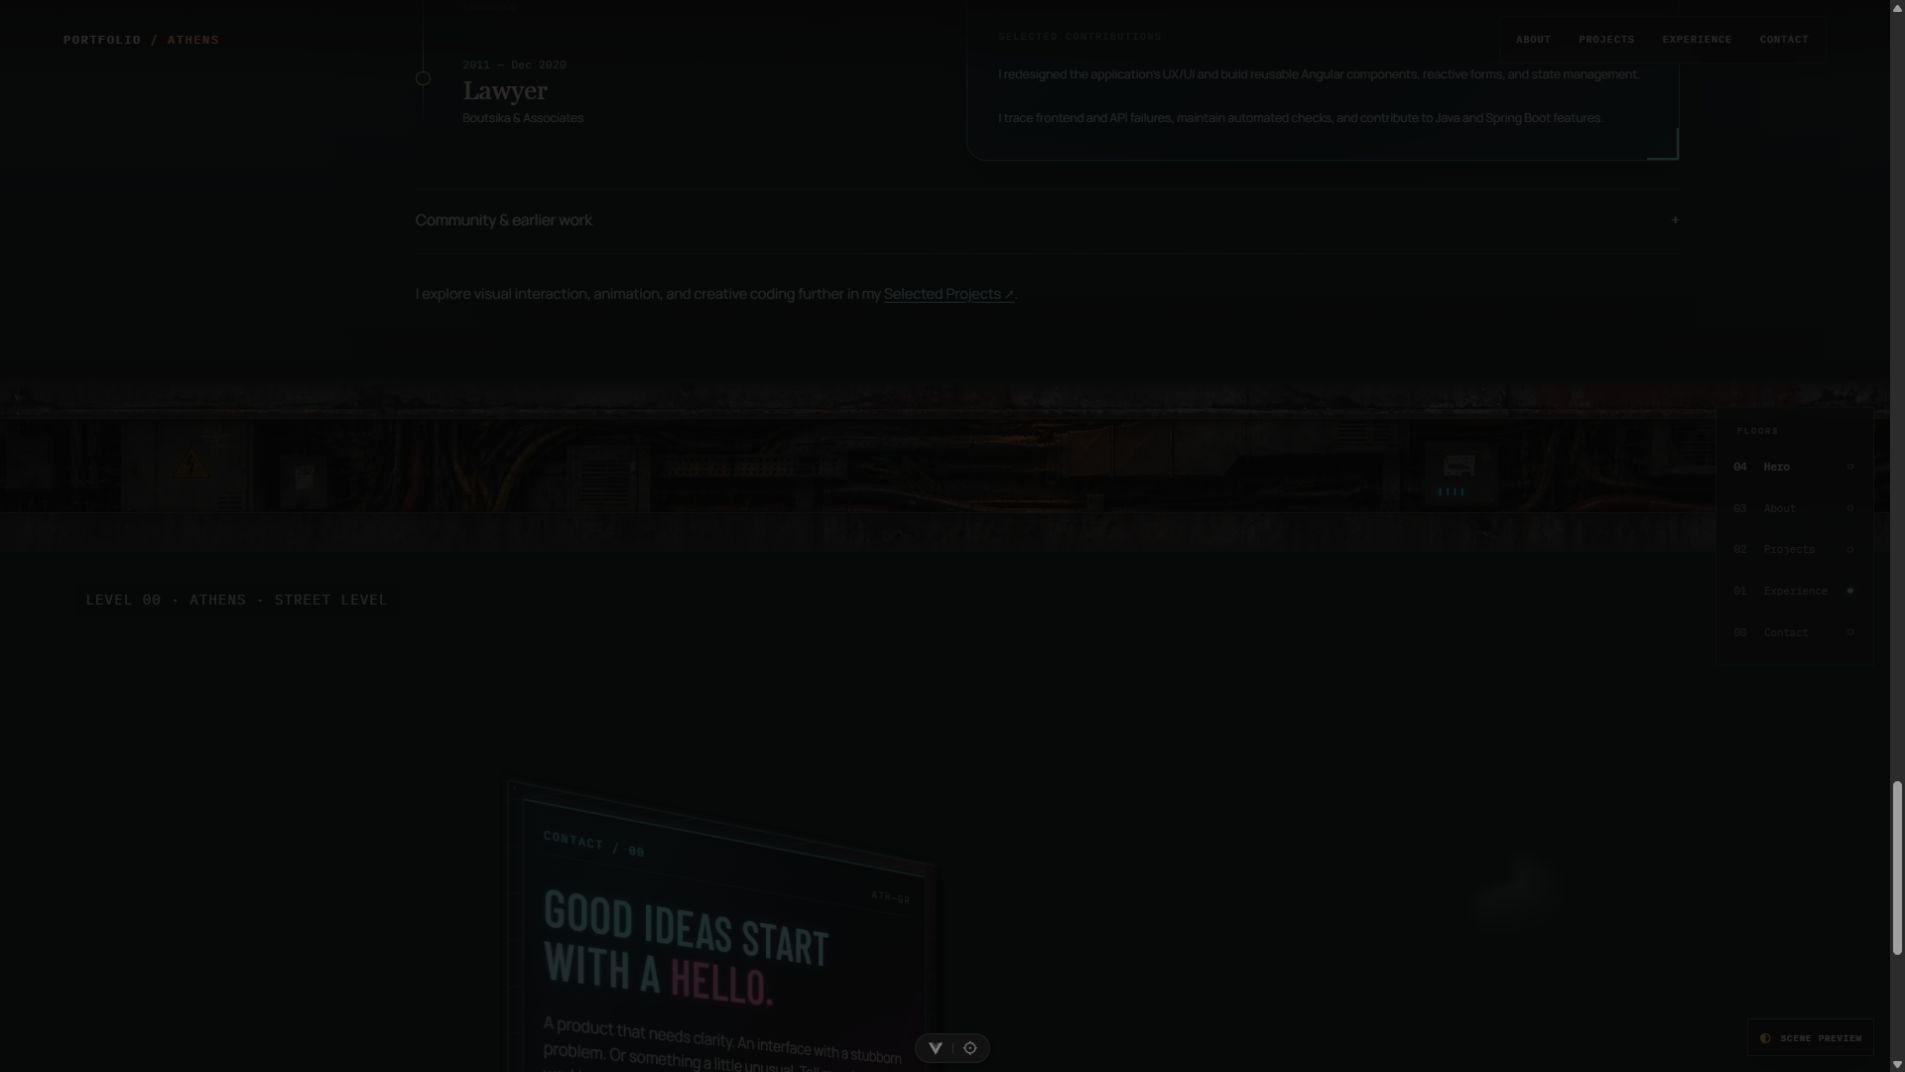 PORTFOLIO / ATHENS
ABOUT PROJECTS EXPERIENCE CONTACT
2011 — Dec 2020
Lawyer
Boutsika & Associates
SELECTED CONTRIBUTIONS
I redesigned the application's UX/UI and build reusable Angular components, reactive forms, and state management.
I trace frontend and API failures, maintain automated checks, and contribute to Java and Spring Boot features.
Community & earlier work +
I explore visual interaction, animation, and creative coding further in my Selected Projects ↗.
FLOORS
04 Hero
03 About
02 Projects
01 Experience
00 Contact
LEVEL 00 · ATHENS · STREET LEVEL
CONTACT / 00
ATH—GR
GOOD IDEAS START
WITH A HELLO.
A product that needs clarity. An interface with a stubborn
problem. Or something a little unusual.
SCENE PREVIEW